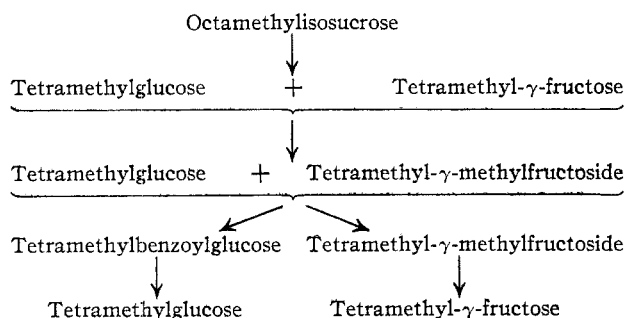 Octamethylisosucrose
Tetramethylglucose + Tetramethyl-γ-fructose
Tetramethylglucose + Tetramethyl-γ-methylfructoside
Tetramethylbenzoylglucose Tetramethyl-γ-methylfructoside
Tetramethylglucose Tetramethyl-γ-fructose